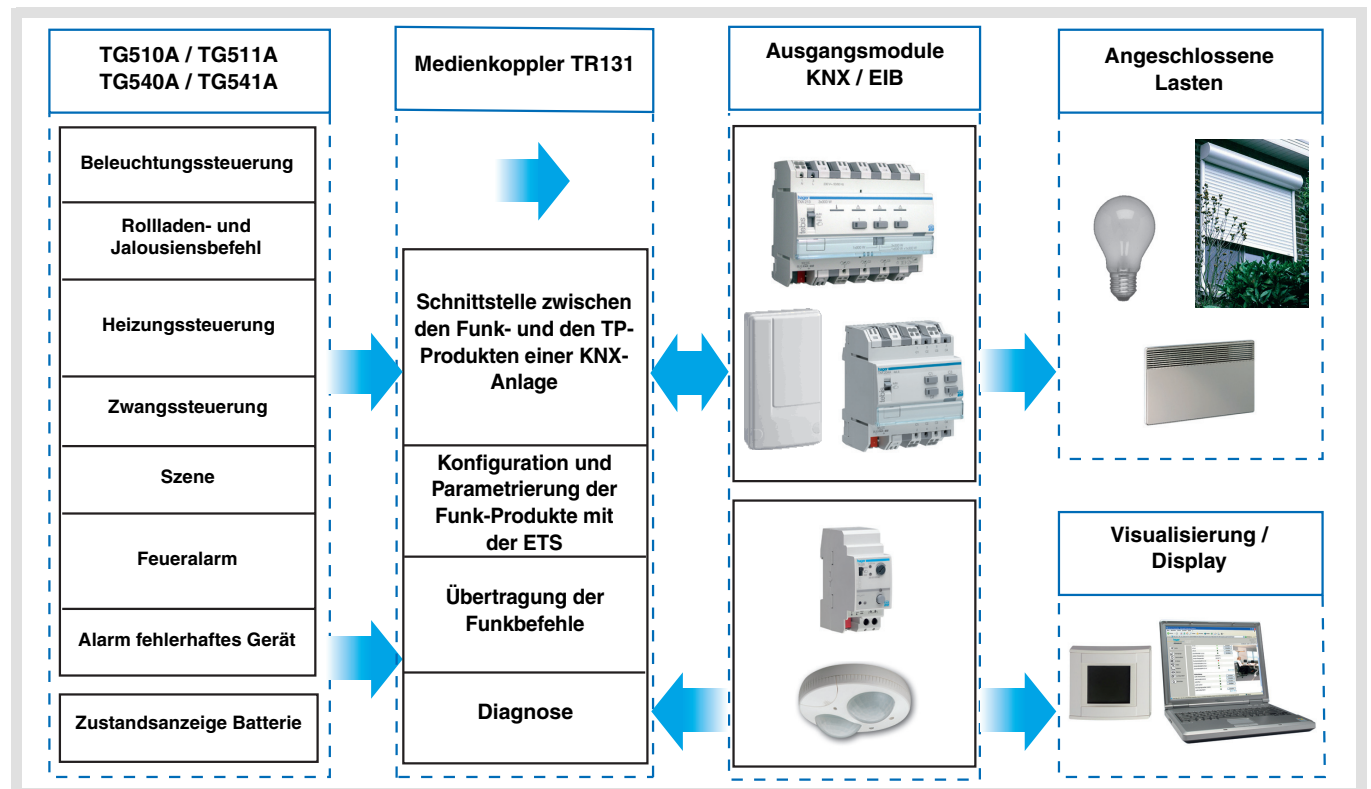 TG510A / TG511A
TG540A / TG541A
Beleuchtungssteuerung
Rollladen- und
Jalousiensbefehl
Heizungssteuerung
Zwangssteuerung
Szene
Feueralarm
Alarm fehlerhaftes Gerät
Zustandsanzeige Batterie
Medienkoppler TR131
Schnittstelle zwischen
den Funk- und den TP-
Produkten einer KNX-
Anlage
Konfiguration und
Parametrierung der
Funk-Produkte mit
der ETS
Übertragung der
Funkbefehle
Diagnose
Ausgangsmodule
KNX / EIB
Angeschlossene
Lasten
Visualisierung /
Display